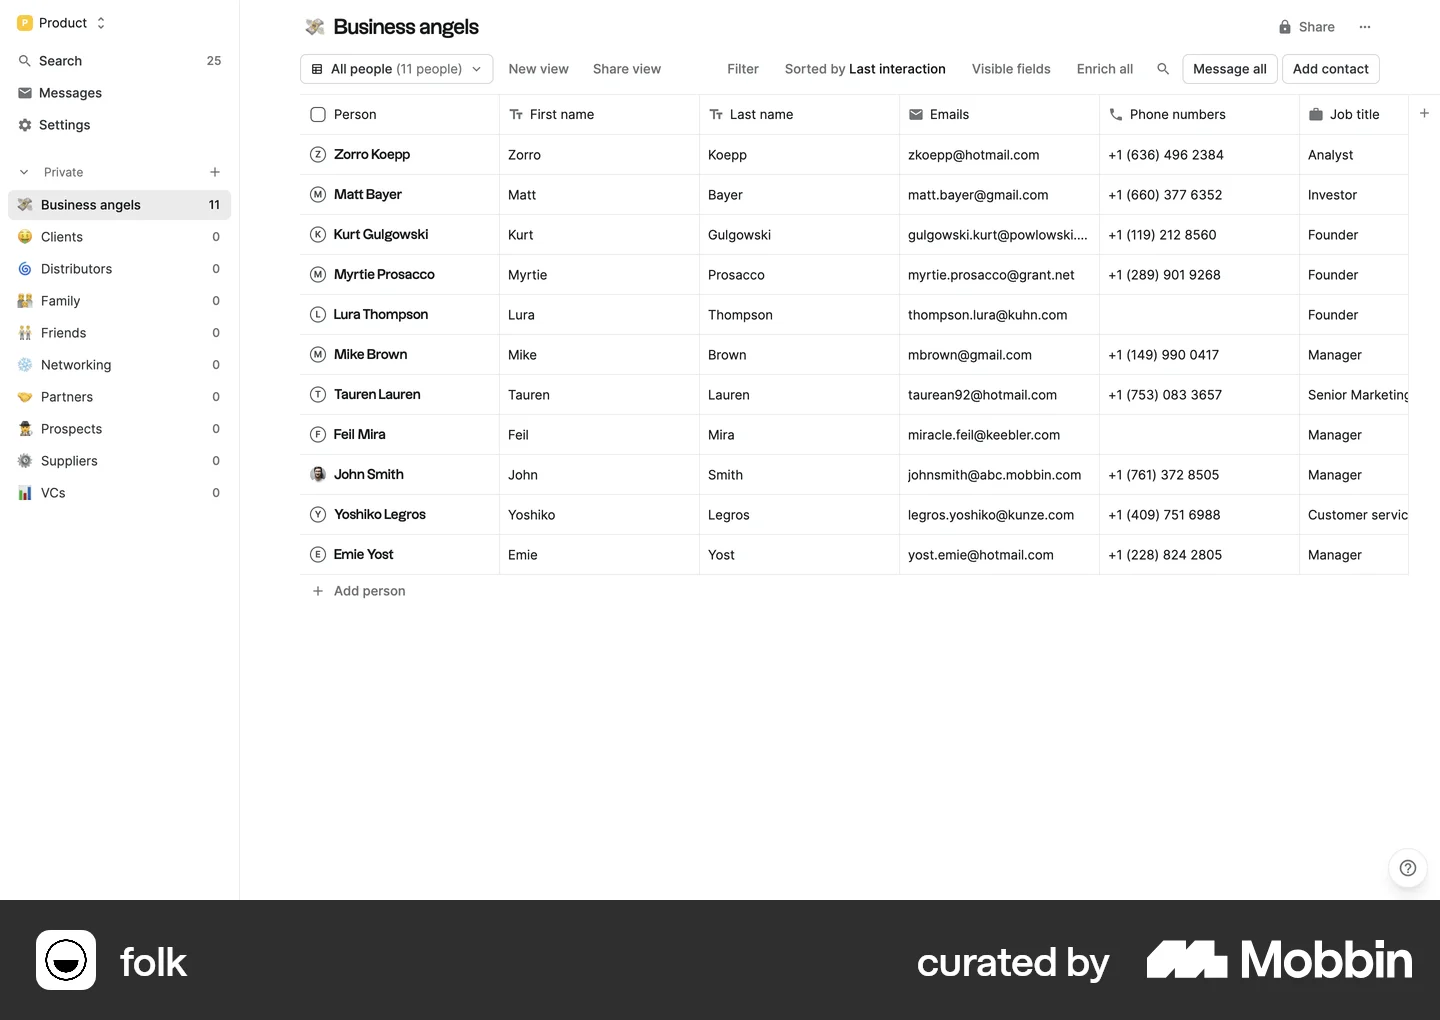 P Product
Search 25
Messages
Settings
Private
Business angels 11
Clients 0
Distributors 0
Family 0
Friends 0
Networking 0
Partners 0
Prospects 0
Suppliers 0
VCs 0
Business angels
Share
All people (11 people) New view Share view Filter Sorted by Last interaction Visible fields Enrich all Message all Add contact
Person First name Last name Emails Phone numbers Job title
Z Zorro Koepp Zorro Koepp zkoepp@hotmail.com +1 (636) 496 2384 Analyst
M Matt Bayer Matt Bayer matt.bayer@gmail.com +1 (660) 377 6352 Investor
K Kurt Gulgowski Kurt Gulgowski gulgowski.kurt@powlowski.... +1 (119) 212 8560 Founder
M Myrtie Prosacco Myrtie Prosacco myrtie.prosacco@grant.net +1 (289) 901 9268 Founder
L Lura Thompson Lura Thompson thompson.lura@kuhn.com Founder
M Mike Brown Mike Brown mbrown@gmail.com +1 (149) 990 0417 Manager
T Tauren Lauren Tauren Lauren taurean92@hotmail.com +1 (753) 083 3657 Senior Marketing
F Feil Mira Feil Mira miracle.feil@keebler.com Manager
John Smith John Smith johnsmith@abc.mobbin.com +1 (761) 372 8505 Manager
Y Yoshiko Legros Yoshiko Legros legros.yoshiko@kunze.com +1 (409) 751 6988 Customer servic
E Emie Yost Emie Yost yost.emie@hotmail.com +1 (228) 824 2805 Manager
Add person
folk
curated by Mobbin